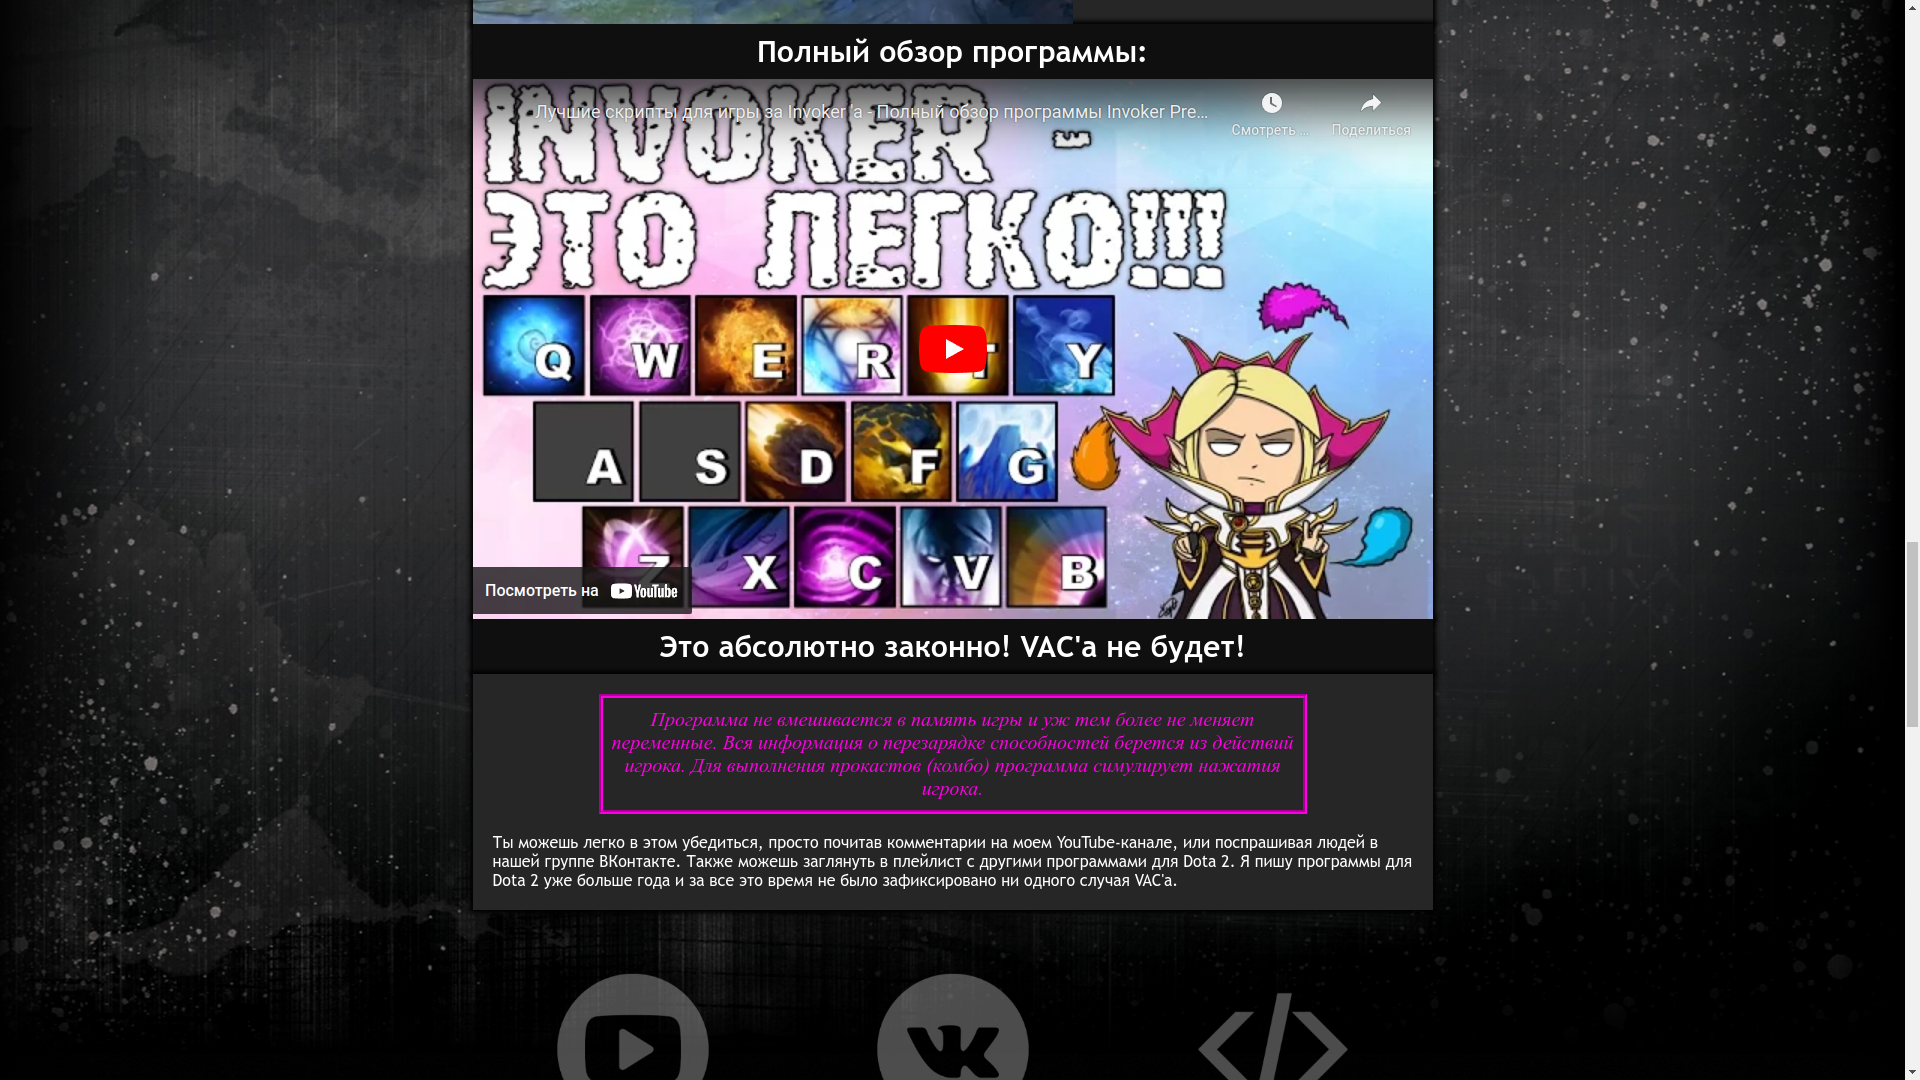 Полный обзор программы:
Лучшие скрипты для игры за Invoker'а - Полный обзор программы Invoker Pre...
Смотреть ...
Поделиться
INVOKER -
ЭТО ЛЕГКО!!!
Q W E R T Y
A S D F G
Z X C V B
Посмотреть на YouTube
Это абсолютно законно! VAC'а не будет!
Программа не вмешивается в память игры и уж тем более не меняет
переменные. Вся информация о перезарядке способностей берется из действий
игрока. Для выполнения прокастов (комбо) программа симулирует нажатия
игрока.
Ты можешь легко в этом убедиться, просто почитав комментарии на моем YouTube-канале, или поспрашивая людей в
нашей группе ВКонтакте. Также можешь заглянуть в плейлист с другими программами для Dota 2. Я пишу программы для
Dota 2 уже больше года и за все это время не было зафиксировано ни одного случая VAC'а.